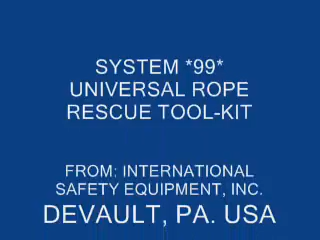 SYSTEM *99*
UNIVERSAL ROPE
RESCUE TOOL-KIT
FROM: INTERNATIONAL
SAFETY EQUIPMENT, INC.
DEVAULT, PA. USA